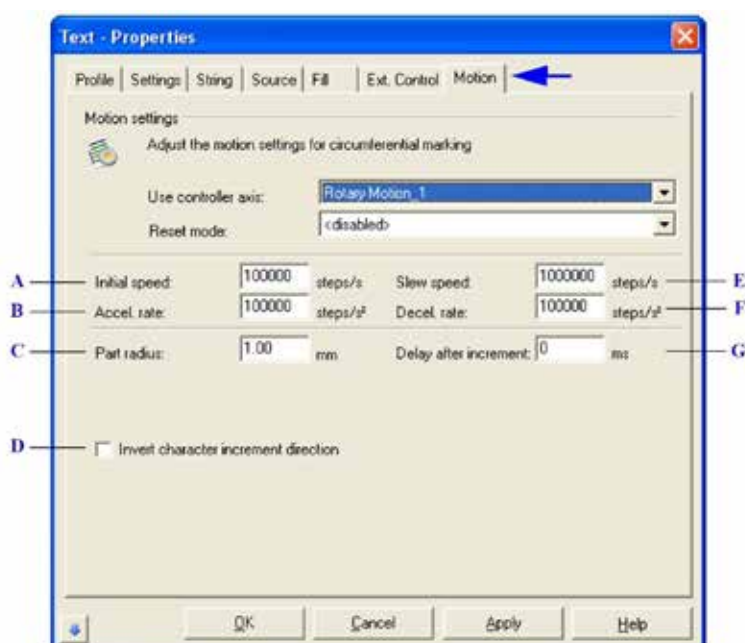 Text - Properties
Profile Settings String Source Fill Ext. Control Motion
Motion settings
Adjust the motion settings for circumferential marking
Use controller axis: Rotary Motion_1
Reset mode: <disabled>
A Initial speed: 100000 steps/s Slew speed: 1000000 steps/s E
B Accel. rate: 100000 steps/s² Decel. rate: 100000 steps/s² F
C Part radius: 1.00 mm Delay after increment: 0 ms G
D Invert character increment direction
OK Cancel Apply Help